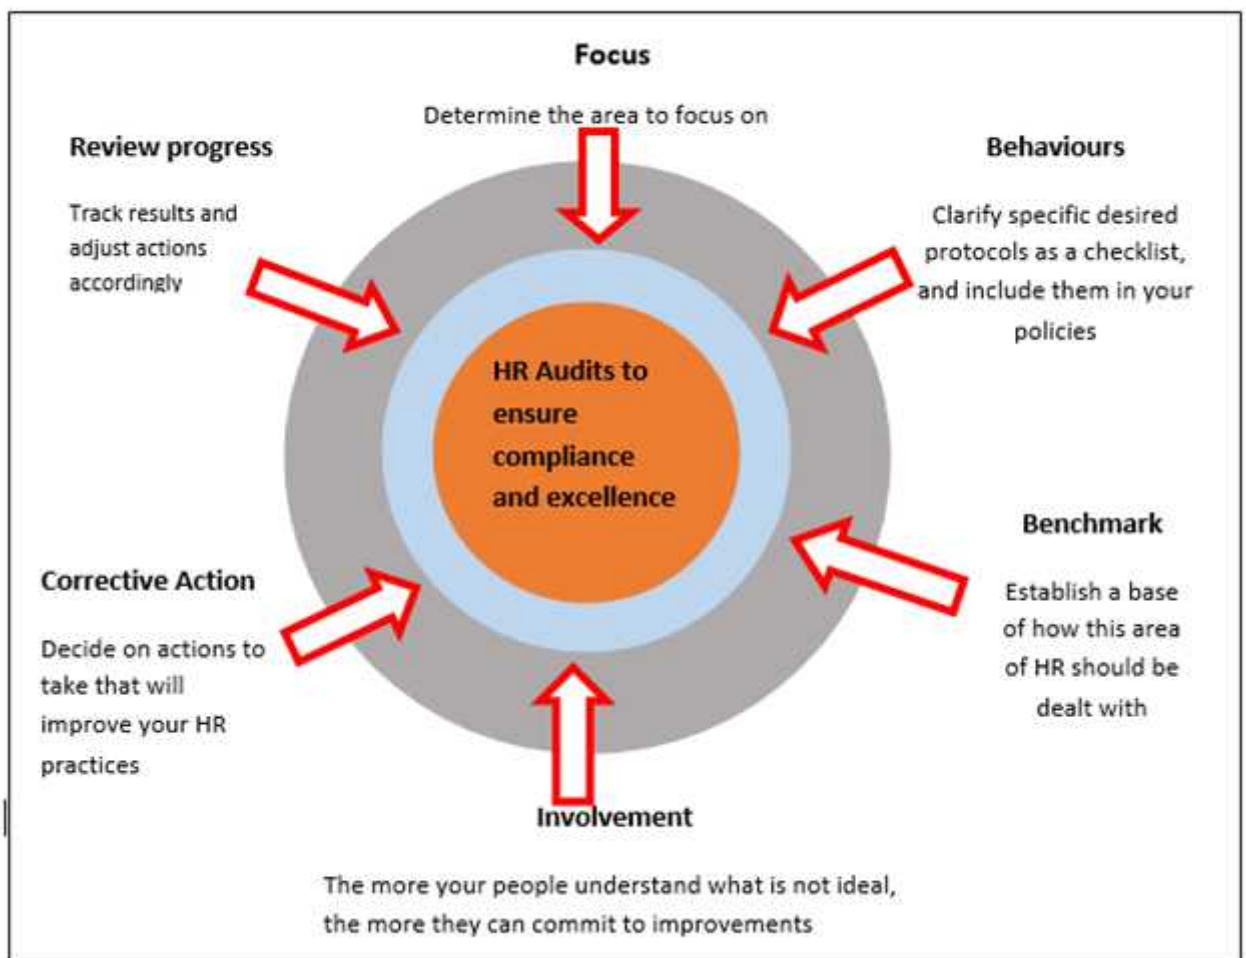 Focus
Determine the area to focus on
Review progress
Track results and
adjust actions
accordingly
Behaviours
Clarify specific desired
protocols as a checklist,
and include them in your
policies
HR Audits to
ensure
compliance
and excellence
Benchmark
Establish a base
of how this area
of HR should be
dealt with
Corrective Action
Decide on actions to
take that will
improve your HR
practices
Involvement
The more your people understand what is not ideal,
the more they can commit to improvements